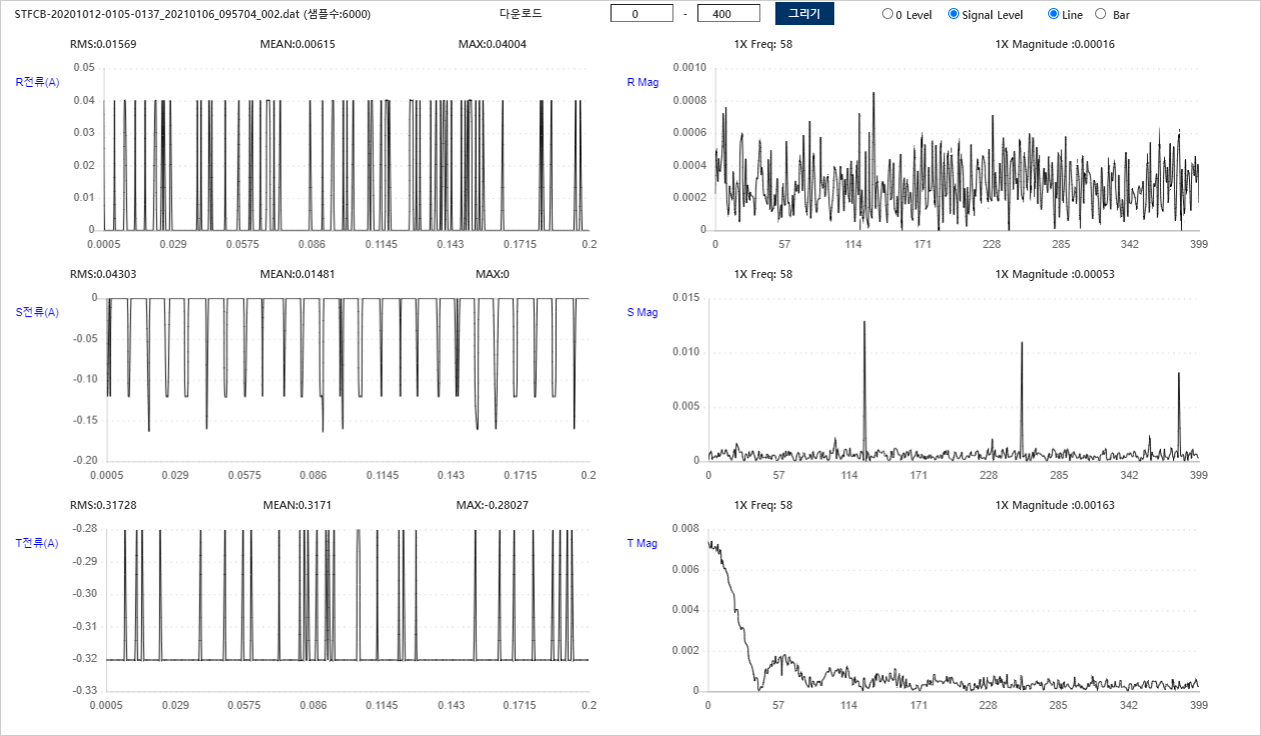 STFCB-20201012-0105-0137_20210106_095704_002.dat (샘플수:6000) 다운로드 0 - 400 그리기 0 Level Signal Level Line Bar
RMS:0.01569 MEAN:0.00615 MAX:0.04004 1X Freq: 58 1X Magnitude :0.00016
R전류(A)
0.05
0.04
0.03
0.02
0.01
0
0.0005 0.029 0.0575 0.086 0.1145 0.143 0.1715 0.2
R Mag
0.0010
0.0008
0.0006
0.0004
0.0002
0
0 57 114 171 228 285 342 399
RMS:0.04303 MEAN:0.01481 MAX:0 1X Freq: 58 1X Magnitude :0.00053
S전류(A)
0
-0.05
-0.10
-0.15
-0.20
0.0005 0.029 0.0575 0.086 0.1145 0.143 0.1715 0.2
S Mag
0.015
0.010
0.005
0
0 57 114 171 228 285 342 399
RMS:0.31728 MEAN:0.3171 MAX:-0.28027 1X Freq: 58 1X Magnitude :0.00163
T전류(A)
-0.28
-0.29
-0.30
-0.31
-0.32
-0.33
0.0005 0.029 0.0575 0.086 0.1145 0.143 0.1715 0.2
T Mag
0.008
0.006
0.004
0.002
0
0 57 114 171 228 285 342 399